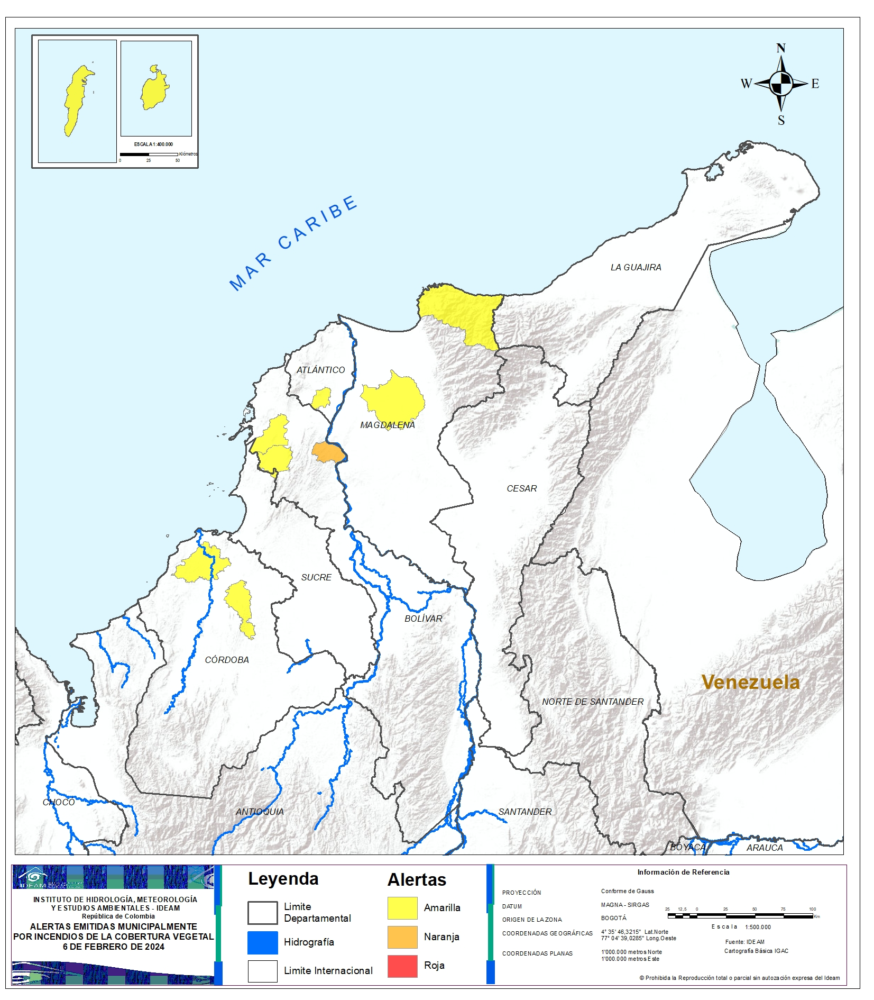 N
W
E
S
ESCALA 1:400.000
Kilómetros
0 25 50
MAR CARIBE
LA GUAJIRA
ATLÁNTICO
MAGDALENA
CESAR
SUCRE
BOLÍVAR
CÓRDOBA
Venezuela
NORTE DE SANTANDER
CHOCÓ
ANTIOQUIA
SANTANDER
BOYACÁ
ARAUCA
IDEAM
INSTITUTO DE HIDROLOGÍA, METEOROLOGÍA
Y ESTUDIOS AMBIENTALES - IDEAM
República de Colombia
ALERTAS EMITIDAS MUNICIPALMENTE
POR INCENDIOS DE LA COBERTURA VEGETAL
6 DE FEBRERO DE 2024
Leyenda
Limite
Departamental
Hidrografía
Limite Internacional
Alertas
Amarilla
Naranja
Roja
Información de Referencia
PROYECCIÓN Conforme de Gauss
DATUM MAGNA - SIRGAS
ORIGEN DE LA ZONA BOGOTÁ
COORDENADAS GEOGRÁFICAS 4° 35' 46,3215" Lat.Norte
77° 04' 39,0285" Long.Oeste
COORDENADAS PLANAS 1'000.000 metros Norte
1'000.000 metros Este
25 12,5 0 25 50 75 100
Km
Escala 1:500.000
Fuente: IDEAM
Cartografía Básica IGAC
© Prohibida la Reproducción total o parcial sin autozación expresa del Ideam